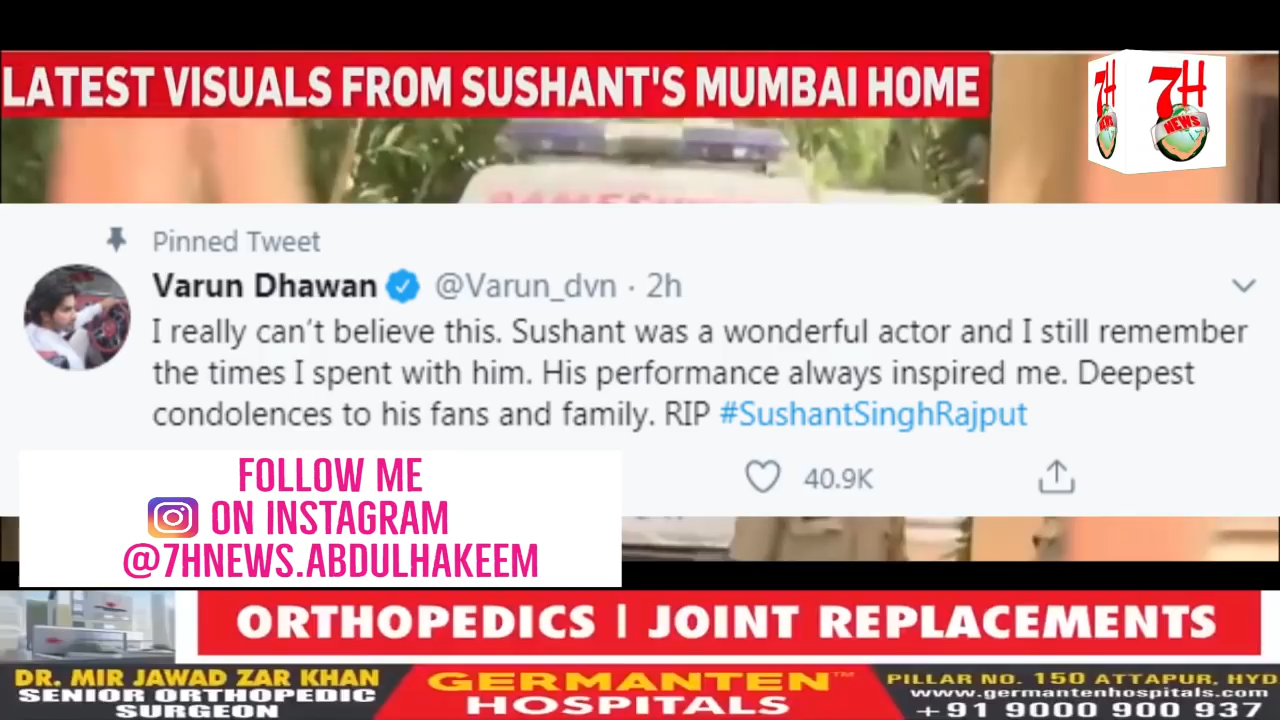 LATEST VISUALS FROM SUSHANT'S MUMBAI HOME
7H
NEWS
7H
NEWS
Pinned Tweet
Varun Dhawan @Varun_dvn · 2h
I really can't believe this. Sushant was a wonderful actor and I still remember
the times I spent with him. His performance always inspired me. Deepest
condolences to his fans and family. RIP #SushantSinghRajput
40.9K
FOLLOW ME
ON INSTAGRAM
@7HNEWS.ABDULHAKEEM
ORTHOPEDICS | JOINT REPLACEMENTS
DR. MIR JAWAD ZAR KHAN
SENIOR ORTHOPEDIC
SURGEON
GERMANTEN™
HOSPITALS
PILLAR NO. 150 ATTAPUR, HYD
www.germantenhospitals.com
+91 9000 900 937